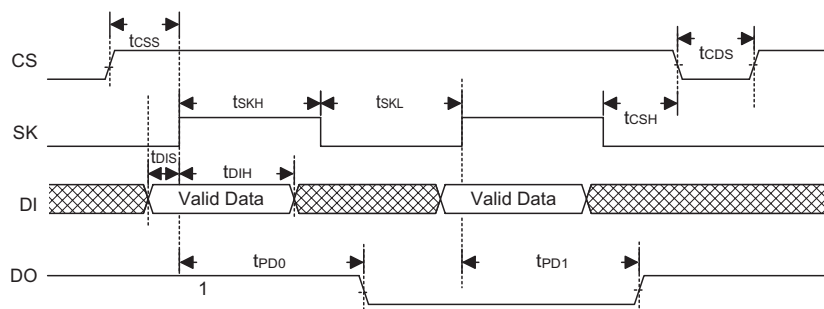 tCSS
CS
tCDS
tSKH
tSKL
tCSH
SK
tDIS
tDIH
DI
Valid Data
Valid Data
DO
1
tPD0
tPD1